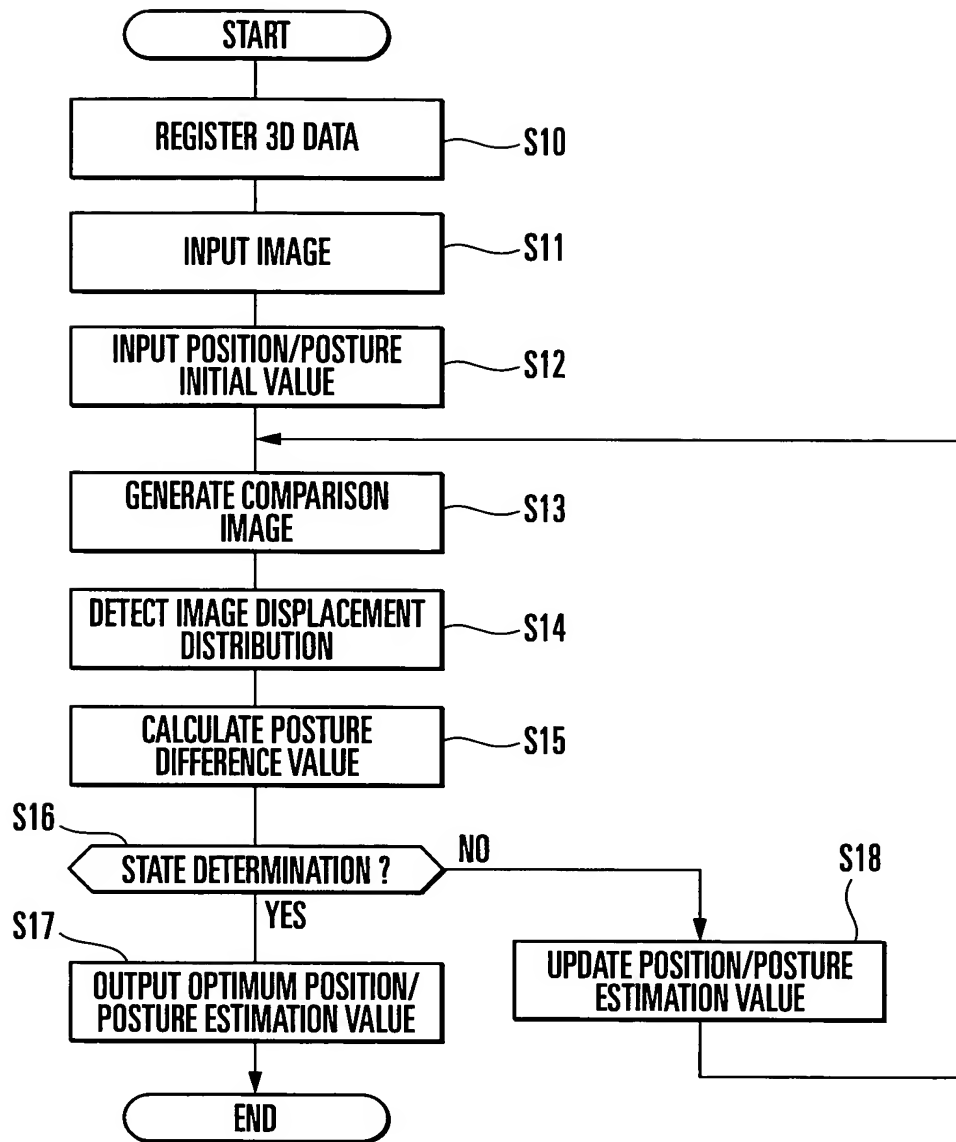 START
REGISTER 3D DATA
S10
INPUT IMAGE
S11
INPUT POSITION/POSTURE
INITIAL VALUE
S12
GENERATE COMPARISON
IMAGE
S13
DETECT IMAGE DISPLACEMENT
DISTRIBUTION
S14
CALCULATE POSTURE
DIFFERENCE VALUE
S15
S16
STATE DETERMINATION ?
NO
YES
S17
OUTPUT OPTIMUM POSITION/
POSTURE ESTIMATION VALUE
S18
UPDATE POSITION/POSTURE
ESTIMATION VALUE
END